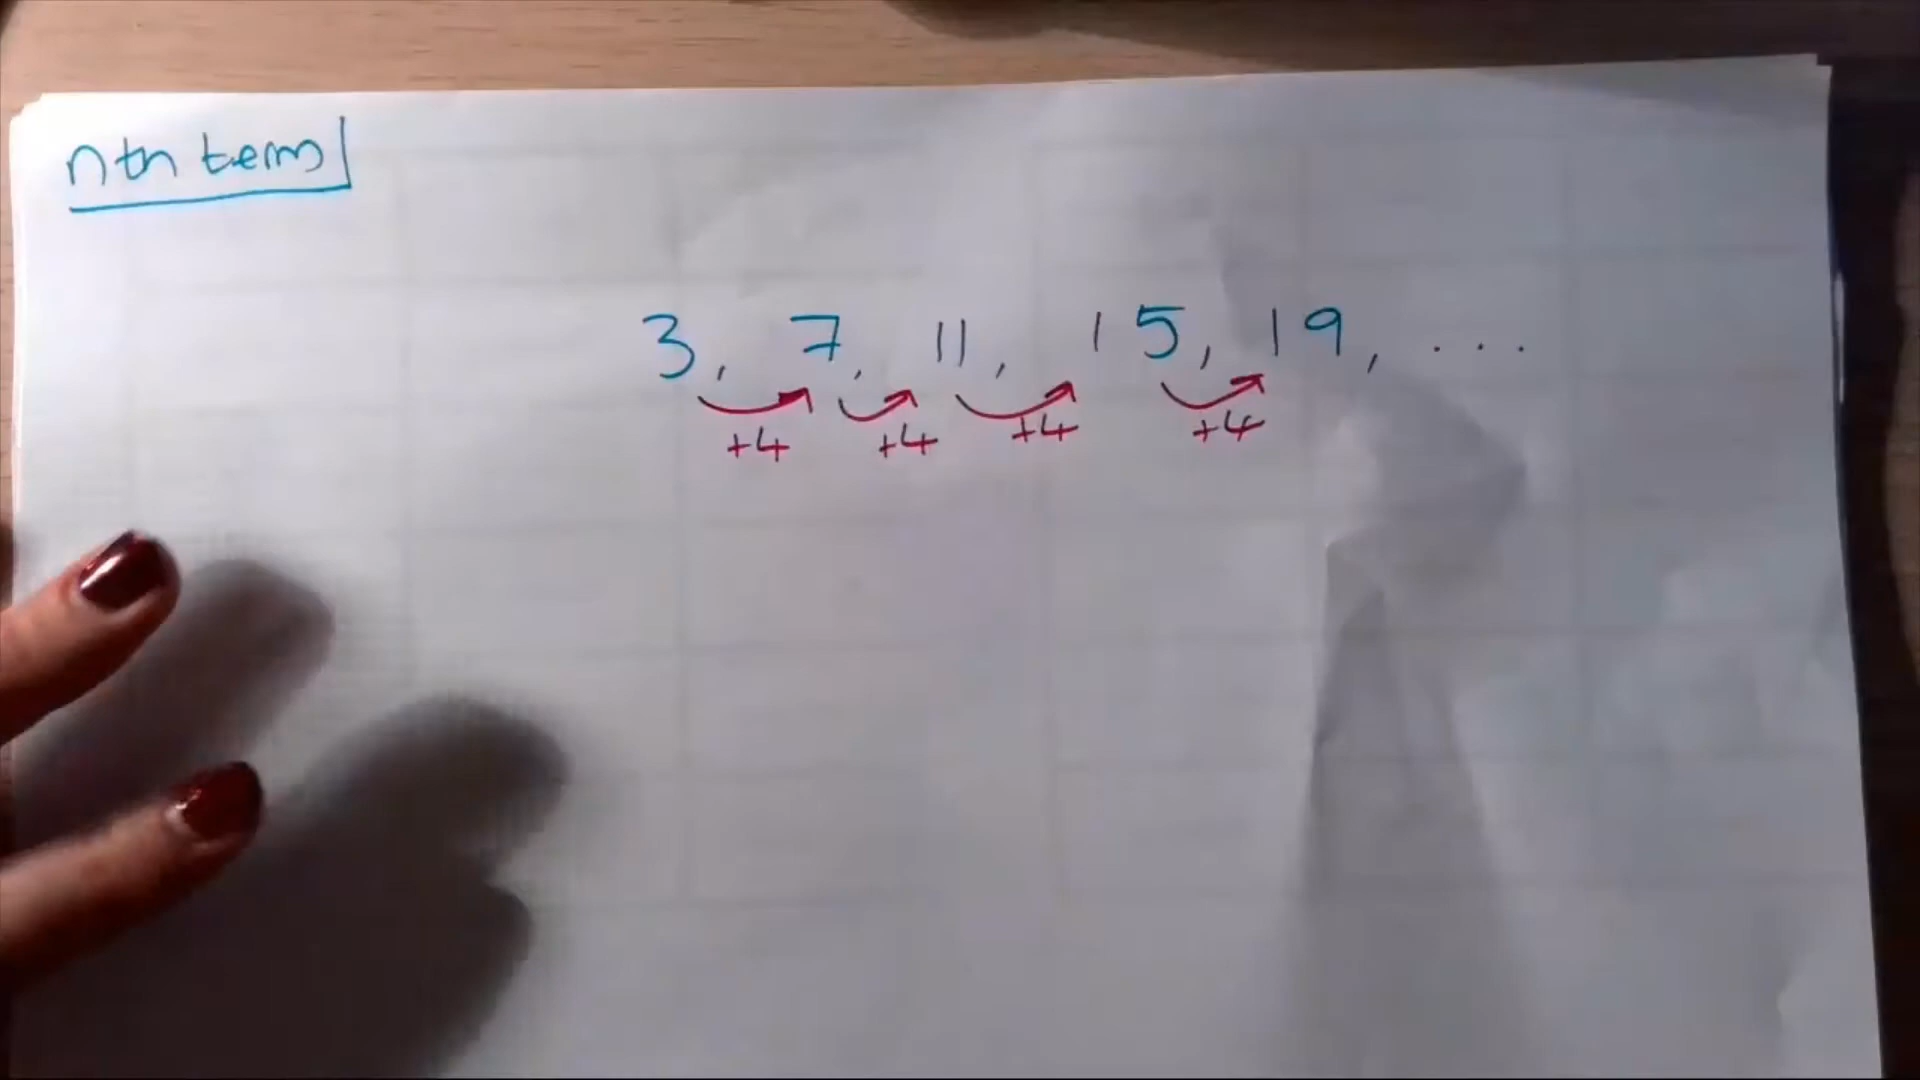 nth term
3, 7, 11, 15, 19, ...
+4 +4 +4 +4